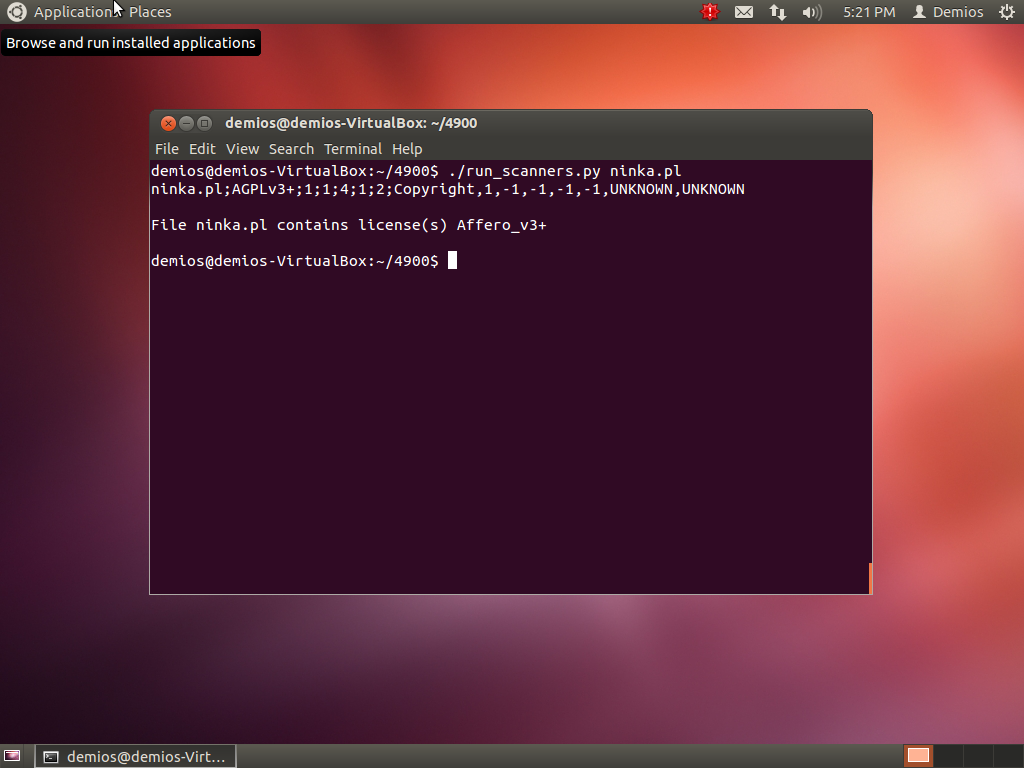 Applications Places 5:21 PM Demios
Browse and run installed applications
demios@demios-VirtualBox: ~/4900
File Edit View Search Terminal Help
demios@demios-VirtualBox:~/4900$ ./run_scanners.py ninka.pl
ninka.pl;AGPLv3+;1;1;4;1;2;Copyright,1,-1,-1,-1,-1,UNKNOWN,UNKNOWN
File ninka.pl contains license(s) Affero_v3+
demios@demios-VirtualBox:~/4900$
demios@demios-Virt...